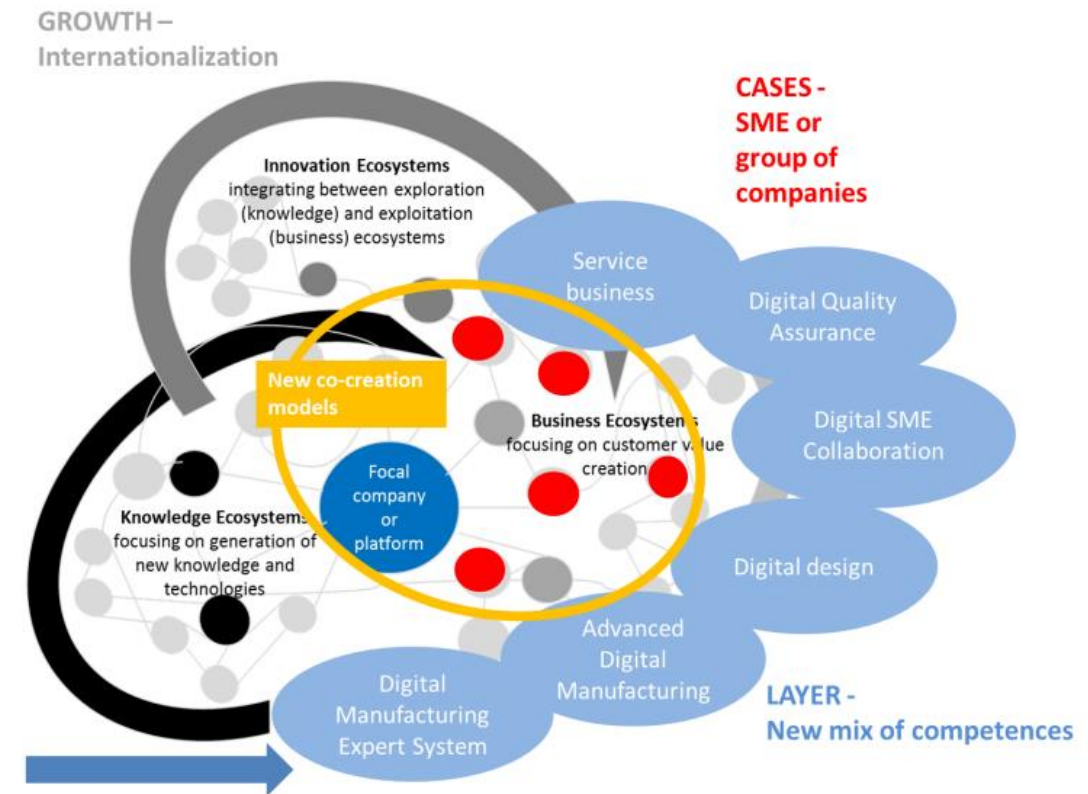 GROWTH –
Internationalization
CASES -
SME or
group of
companies
Innovation Ecosystems
integrating between exploration
(knowledge) and exploitation
(business) ecosystems
Service
business
Digital Quality
Assurance
New co-creation
models
Business Ecosystems
focusing on customer value
creation
Digital SME
Collaboration
Focal
company
or
platform
Knowledge Ecosystems
focusing on generation of
new knowledge and
technologies
Digital design
Advanced
Digital
Manufacturing
Digital
Manufacturing
Expert System
LAYER -
New mix of competences